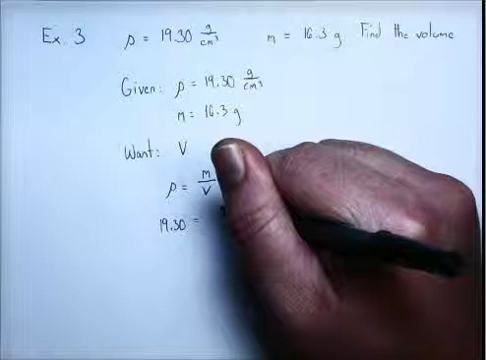 Ex. 3 ρ = 19.30 g/cm³ m = 16.3 g Find the volume
Given: ρ = 19.30 g/cm³
m = 16.3 g
Want: V
ρ = m/V
19.30 =